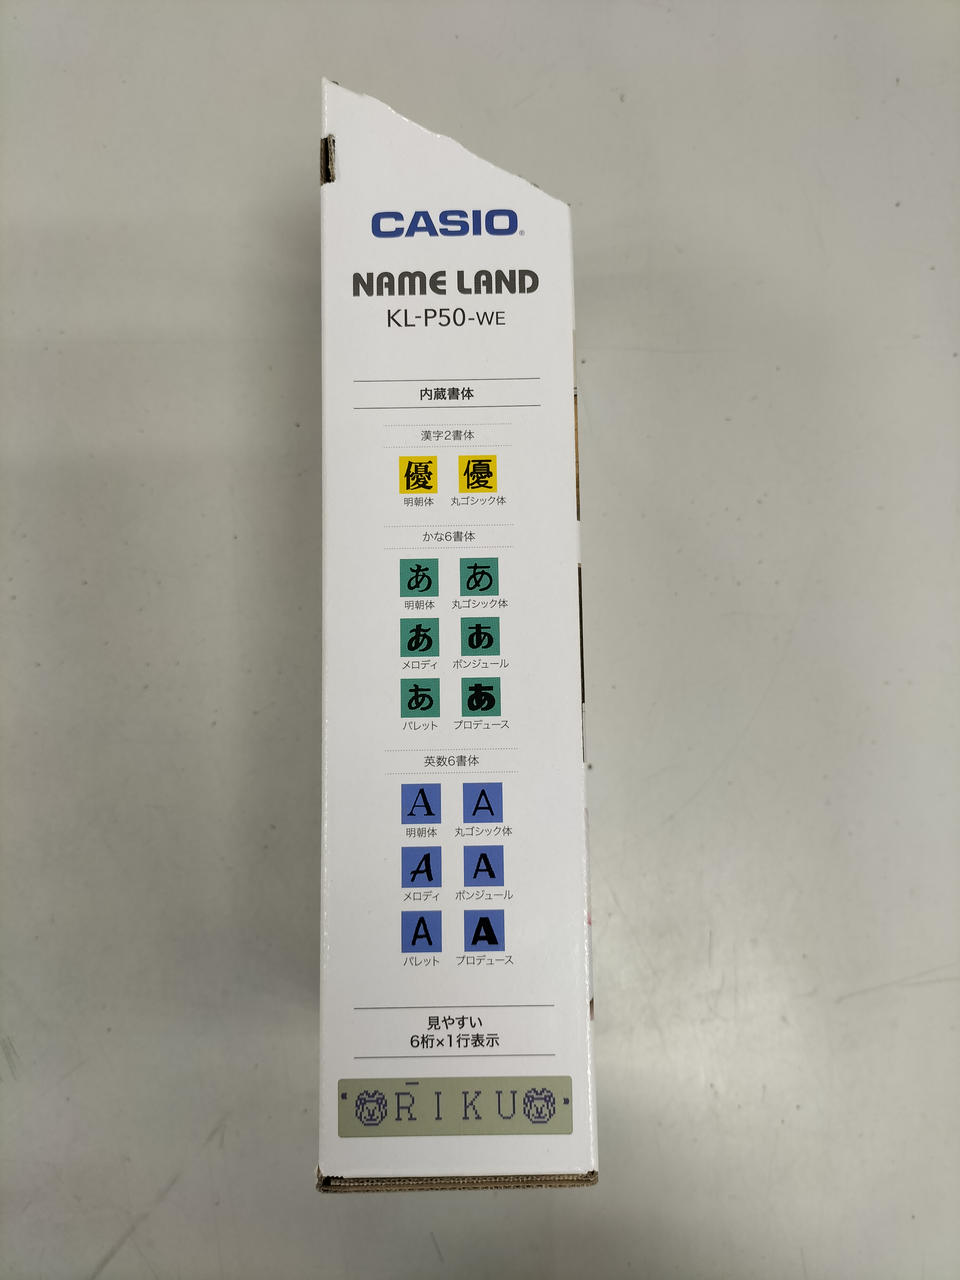 CASIO®
NAME LAND
KL-P50-WE
内蔵書体
漢字2書体
優 優
明朝体 丸ゴシック体
かな6書体
あ あ
明朝体 丸ゴシック体
あ あ
メロディ ボンジュール
あ あ
パレット プロデュース
英数6書体
A A
明朝体 丸ゴシック体
A A
メロディ ボンジュール
A A
パレット プロデュース
見やすい
6桁×1行表示
RIKU